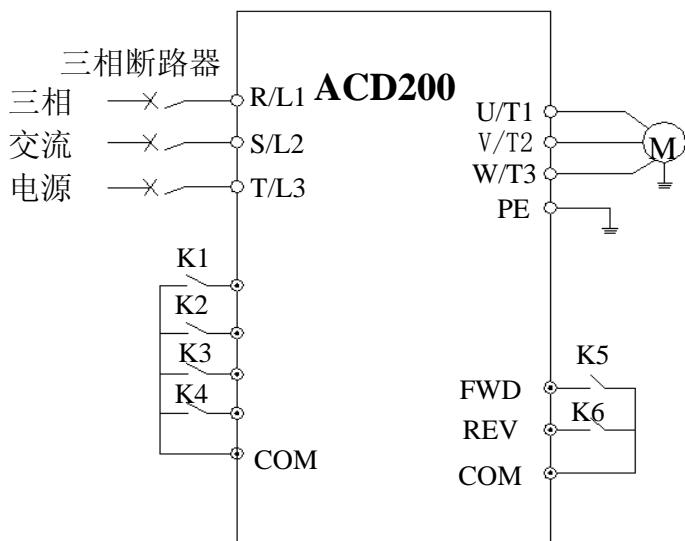 三相断路器
ACD200
三相
交流
电源
R/L1
S/L2
T/L3
U/T1
V/T2
W/T3
PE
M
K1
K2
K3
K4
COM
K5
FWD
K6
REV
COM